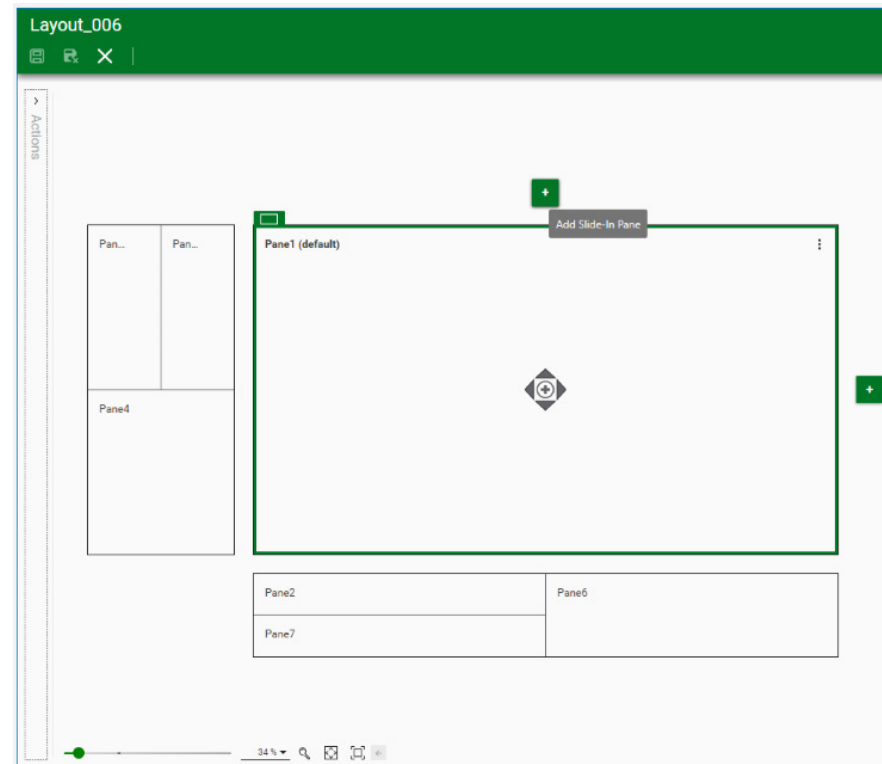 Layout_006
Actions
Add Slide-In Pane
Pan...
Pan...
Pane1 (default)
Pane4
Pane2
Pane6
Pane7
34 %